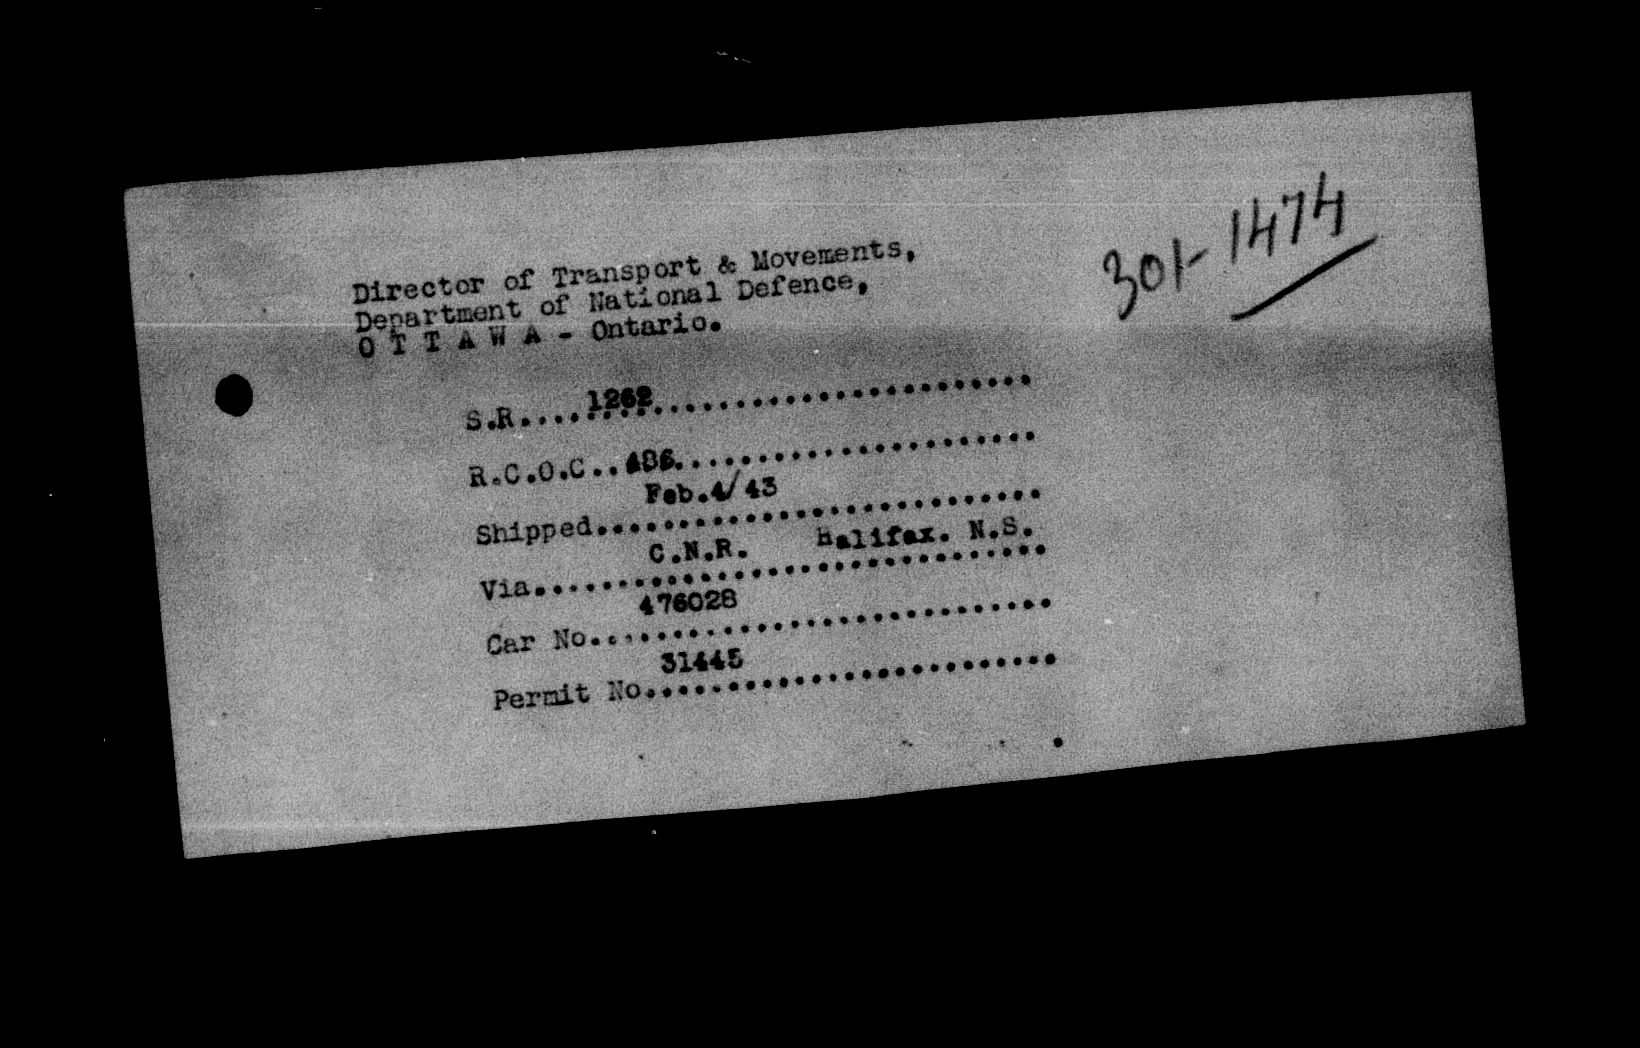 301-1474
Director of Transport & Movements,
Department of National Defence,
O T T A W A - Ontario.
S.R....1262........................
R.C.O.C..486......................
Feb.4/43
Shipped...........................
C.N.R. Halifax. N.S.
Via...............................
476028
Car No............................
31445
Permit No.........................